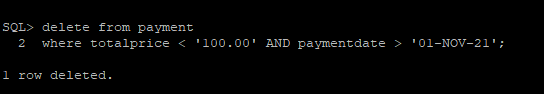 SQL> delete from payment
2 where totalprice < '100.00' AND paymentdate > '01-NOV-21';
1 row deleted.